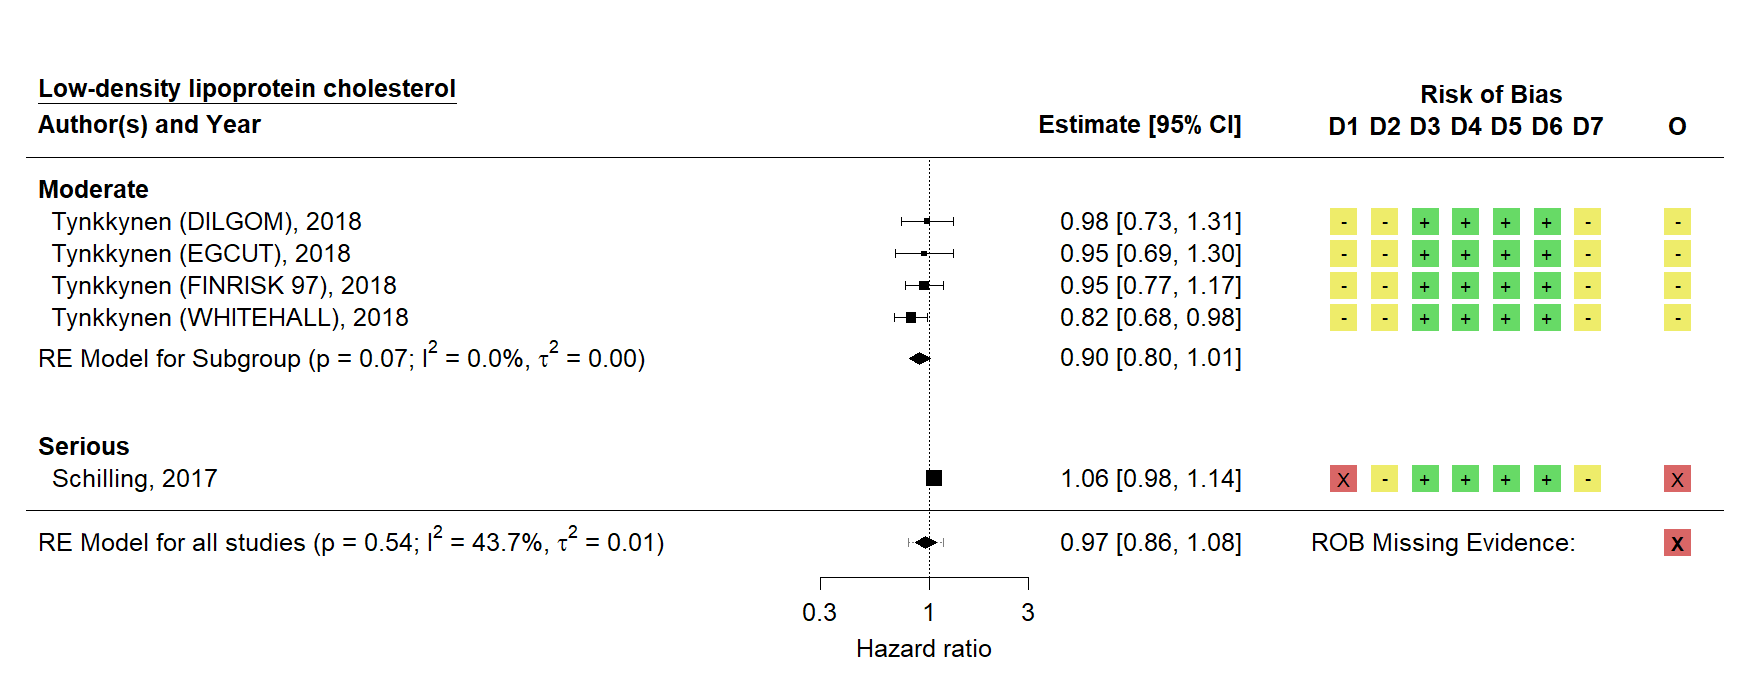 Low-density lipoprotein cholesterol
Risk of Bias
Author(s) and Year Estimate [95% CI] D1 D2 D3 D4 D5 D6 D7 O
Moderate
Tynkkynen (DILGOM), 2018 0.98 [0.73, 1.31] - - + + + + - -
Tynkkynen (EGCUT), 2018 0.95 [0.69, 1.30] - - + + + + - -
Tynkkynen (FINRISK 97), 2018 0.95 [0.77, 1.17] - - + + + + - -
Tynkkynen (WHITEHALL), 2018 0.82 [0.68, 0.98] - - + + + + - -
RE Model for Subgroup (p = 0.07; I² = 0.0%, τ² = 0.00) 0.90 [0.80, 1.01]
Serious
Schilling, 2017 1.06 [0.98, 1.14] X - + + + + - X
RE Model for all studies (p = 0.54; I² = 43.7%, τ² = 0.01) 0.97 [0.86, 1.08] ROB Missing Evidence: X
0.3 1 3
Hazard ratio